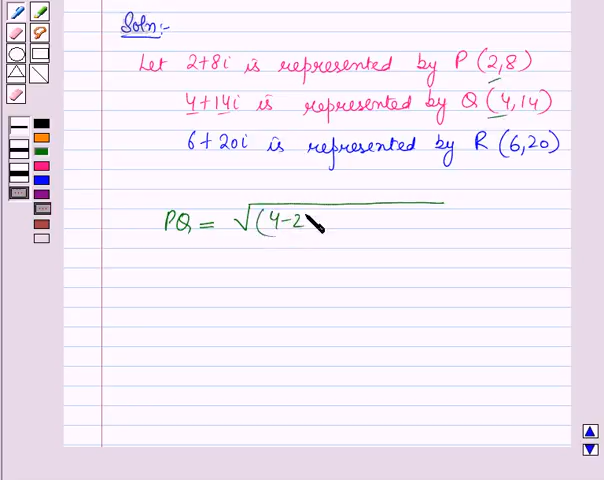 Soln:-
Let 2+8i is represented by P (2,8)
4+14i is represented by Q (4,14)
6+20i is represented by R (6,20)
PQ = √(4-2